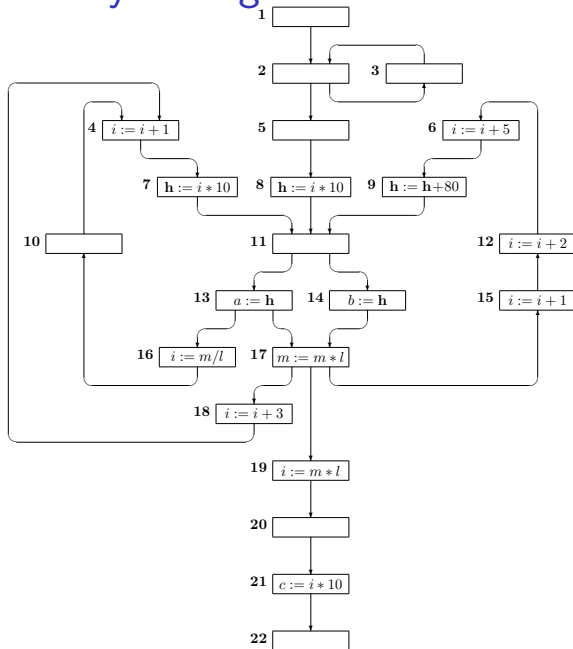 1
2
3
4 i := i + 1
5
6 i := i + 5
7 h := i ∗ 10
8 h := i ∗ 10
9 h := h+80
10
11
12 i := i + 2
13 a := h
14 b := h
15 i := i + 1
16 i := m/l
17 m := m ∗ l
18 i := i + 3
19 i := m ∗ l
20
21 c := i ∗ 10
22